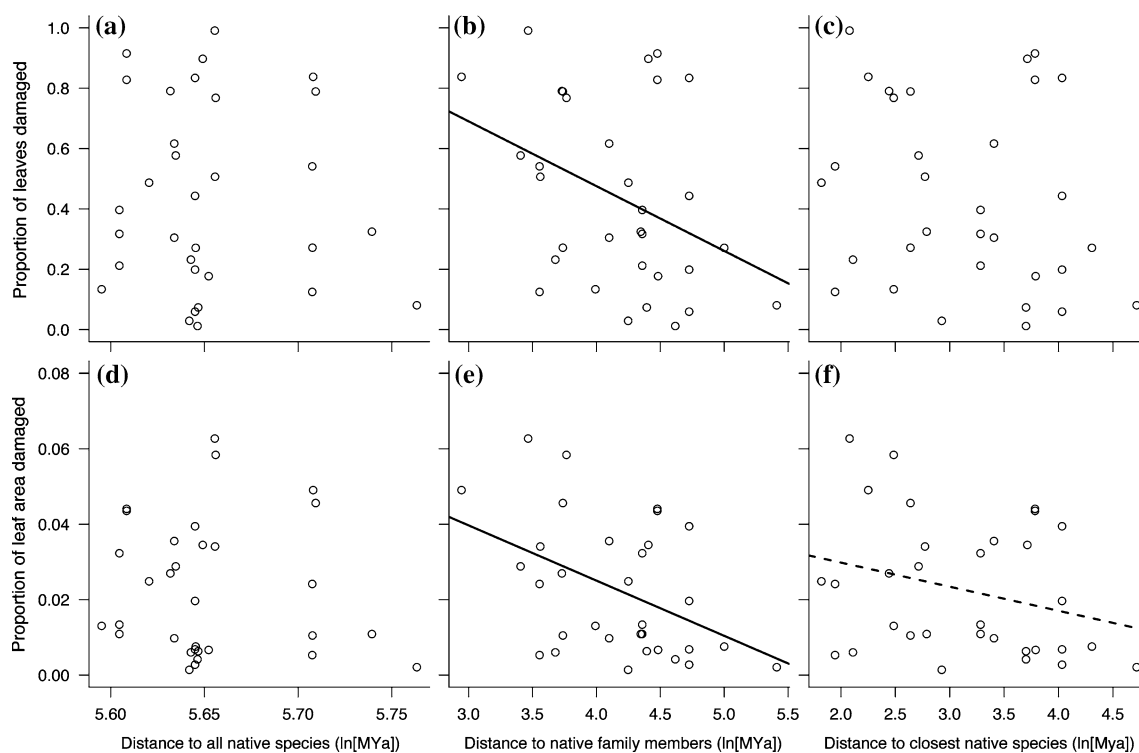 (a) (b) (c)
Proportion of leaves damaged
1.0
0.8
0.6
0.4
0.2
0.0
(d) (e) (f)
Proportion of leaf area damaged
0.08
0.06
0.04
0.02
0.00
5.60 5.65 5.70 5.75 3.0 3.5 4.0 4.5 5.0 5.5 2.0 2.5 3.0 3.5 4.0 4.5
Distance to all native species (ln[MYa]) Distance to native family members (ln[MYa]) Distance to closest native species (ln[Mya])